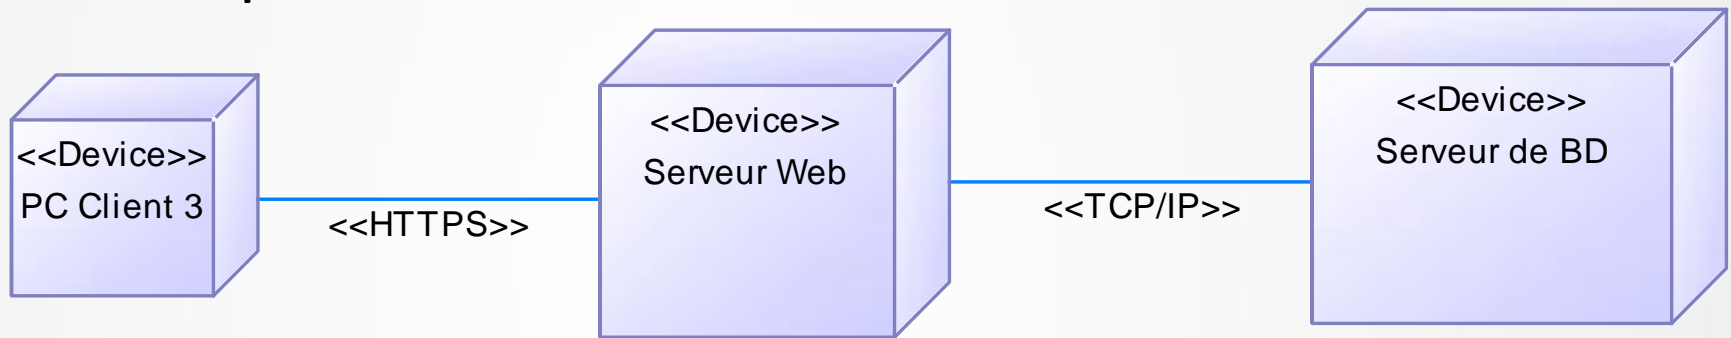 <<Device>>
PC Client 3
<<HTTPS>>
<<Device>>
Serveur Web
<<TCP/IP>>
<<Device>>
Serveur de BD